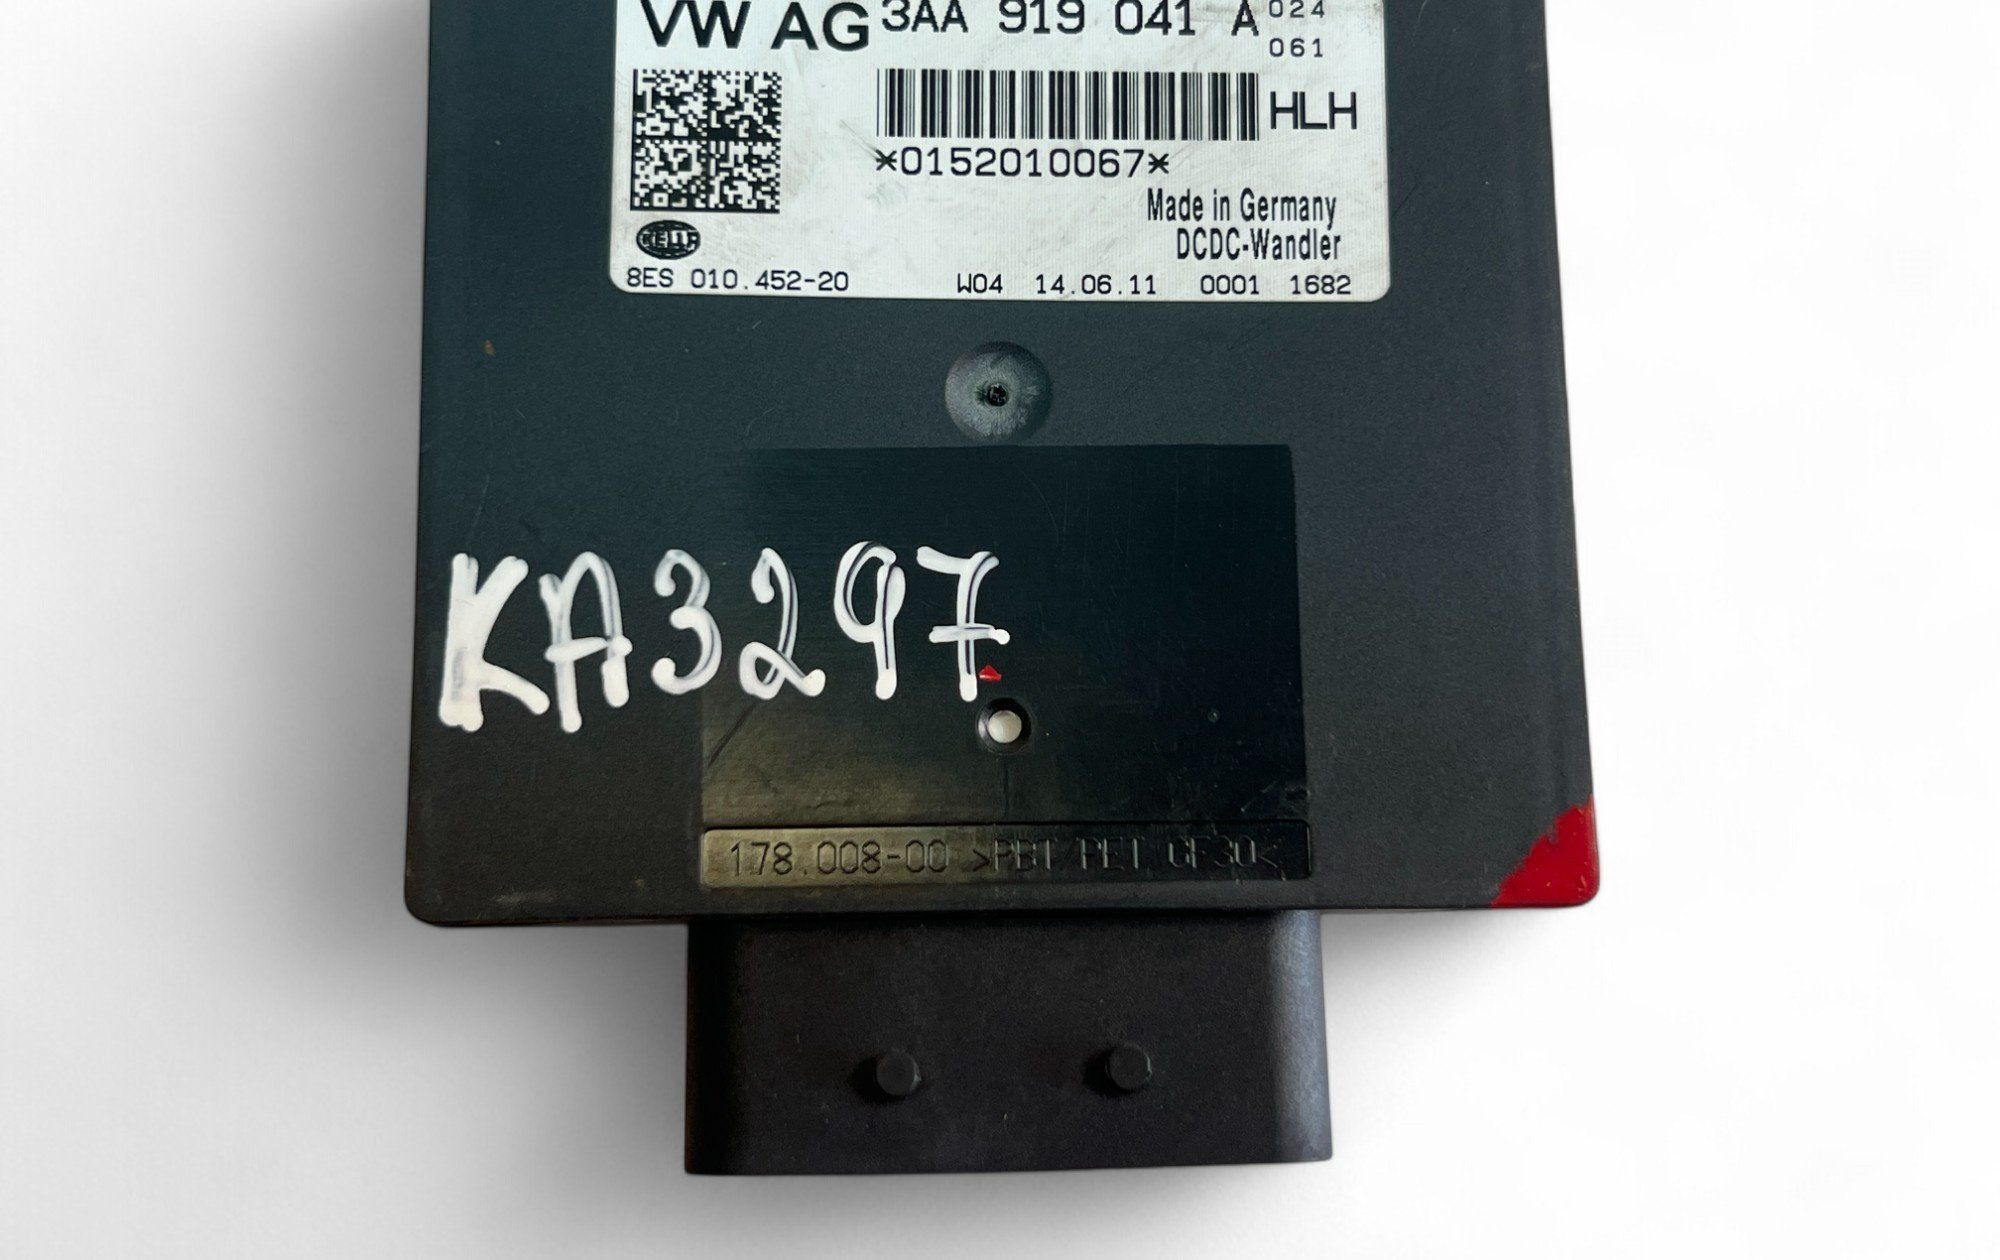 VW AG 3AA 919 041 A 024
061
HLH
*0152010067*
Made in Germany
DCDC-Wandler
HELLA
8ES 010.452-20 W04 14.06.11 0001 1682
KA3297
178.008-00 >PBT/PET GF30<